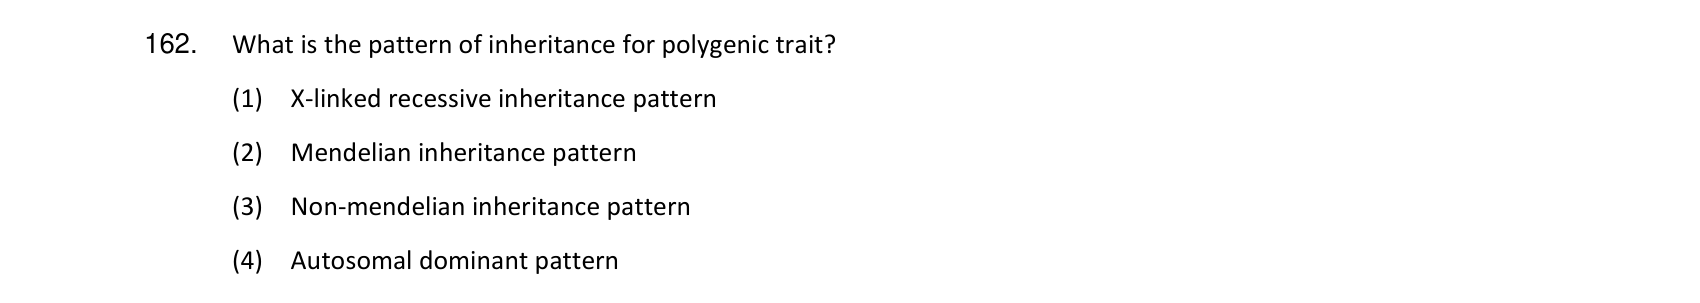 162. What is the pattern of inheritance for polygenic trait?
(1) X-linked recessive inheritance pattern
(2) Mendelian inheritance pattern
(3) Non-mendelian inheritance pattern
(4) Autosomal dominant pattern